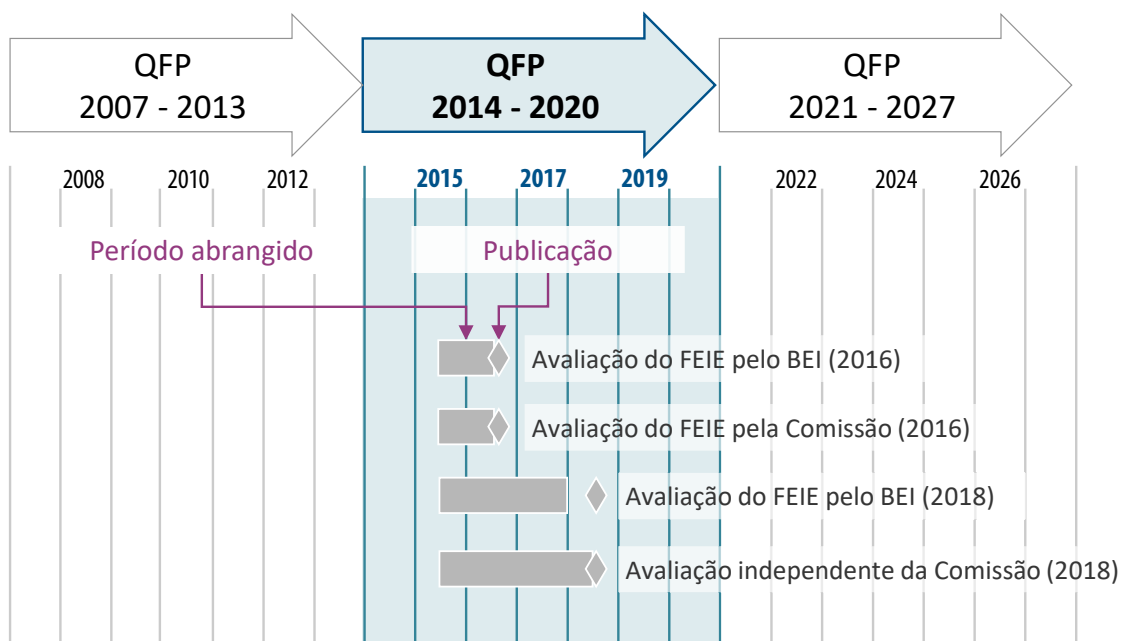 QFP
2007 - 2013
QFP
2014 - 2020
QFP
2021 - 2027
2008
2010
2012
2015
2017
2019
2022
2024
2026
Período abrangido
Publicação
Avaliação do FEIE pelo BEI (2016)
Avaliação do FEIE pela Comissão (2016)
Avaliação do FEIE pelo BEI (2018)
Avaliação independente da Comissão (2018)